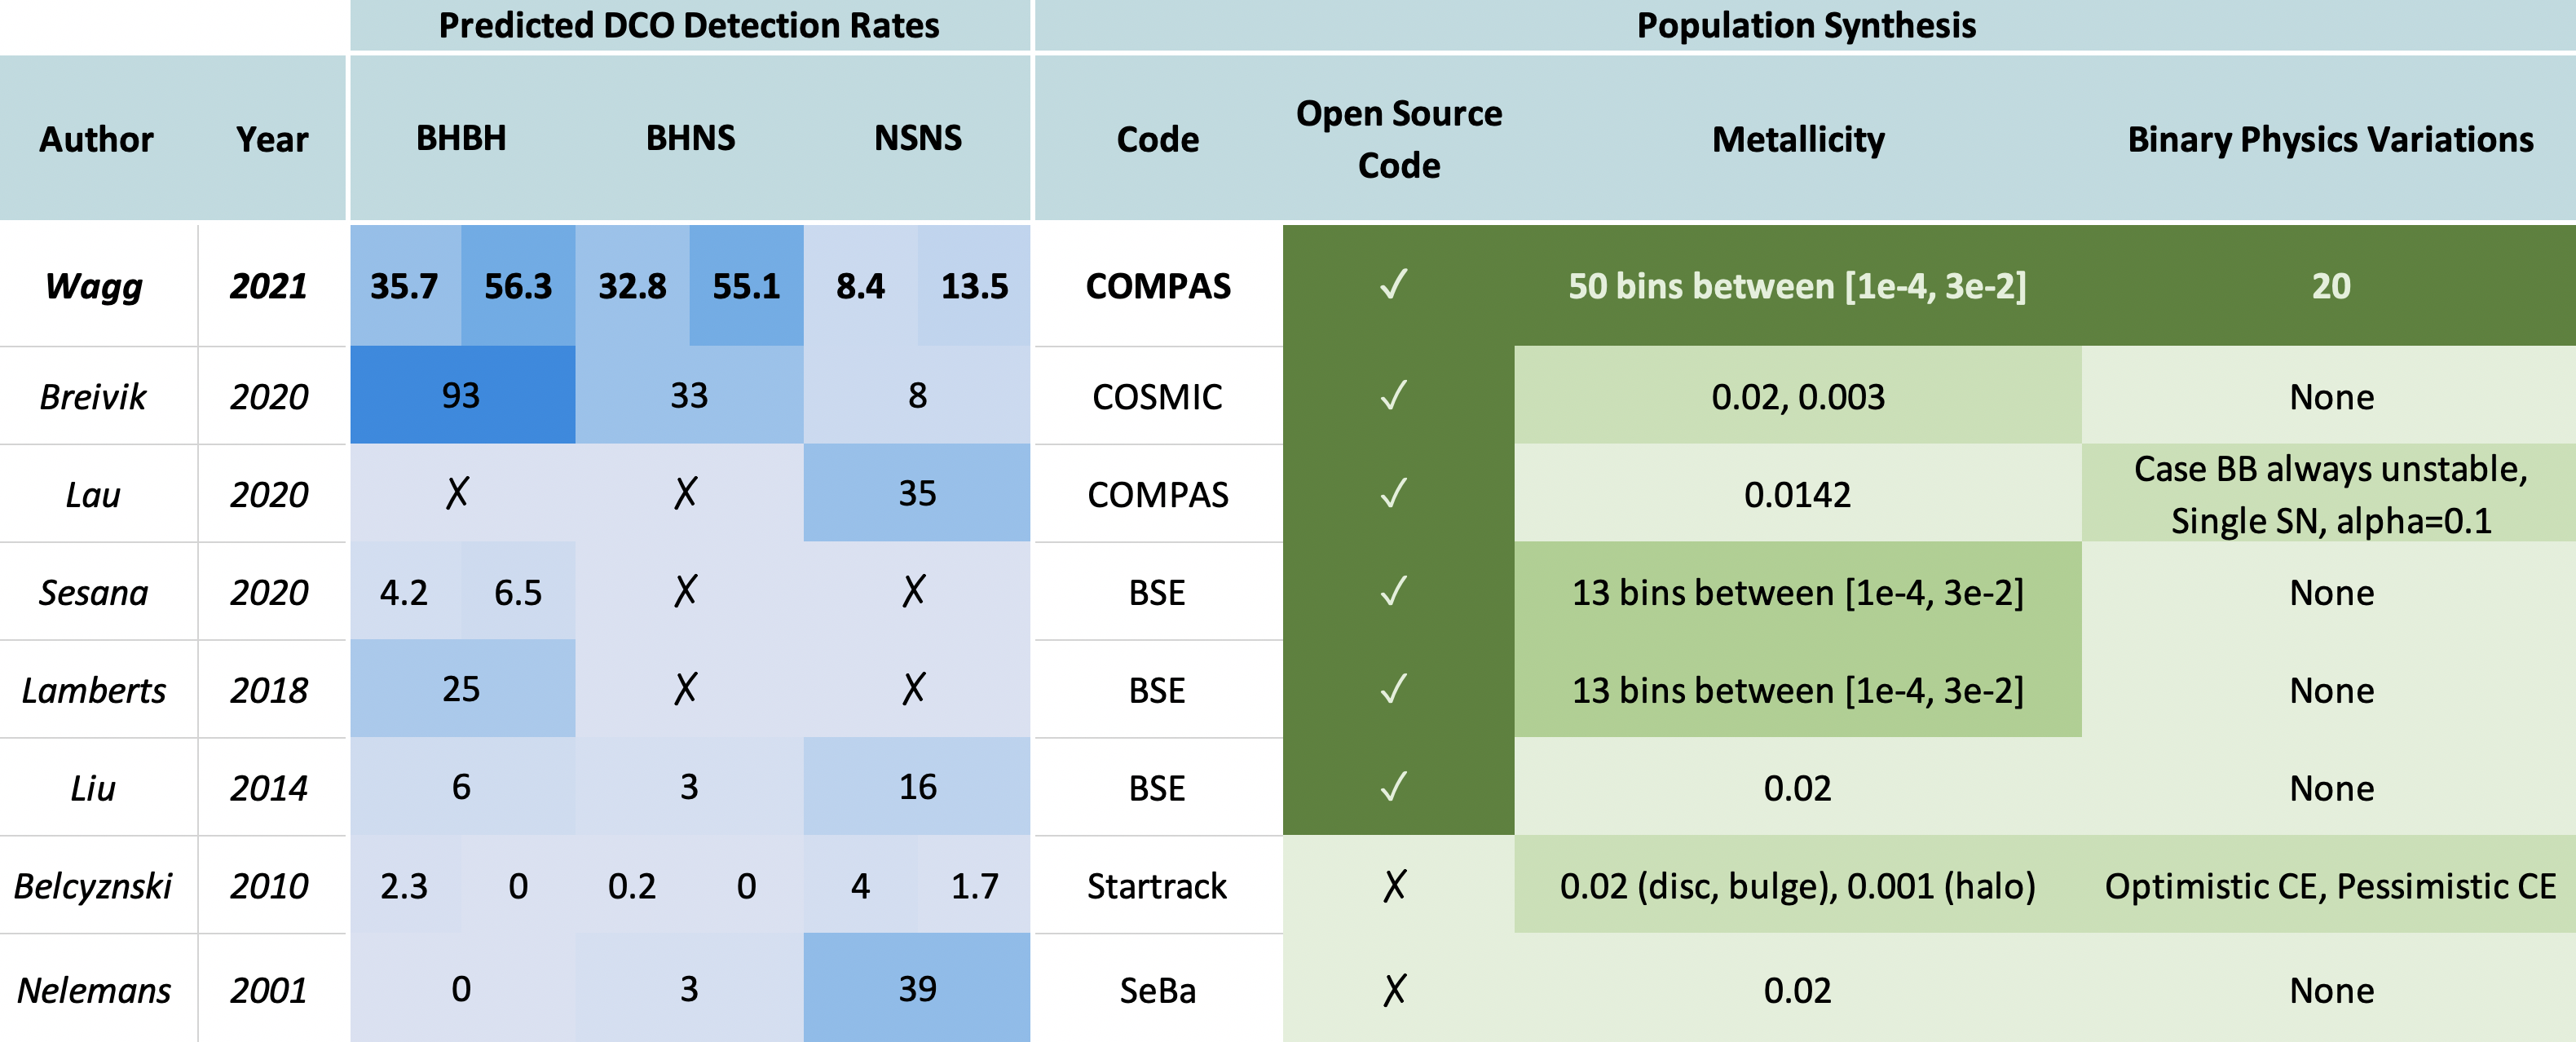 Predicted DCO Detection Rates Population Synthesis
Author Year BHBH BHNS NSNS Code Open Source Code Metallicity Binary Physics Variations
Wagg 2021 35.7 56.3 32.8 55.1 8.4 13.5 COMPAS ✓ 50 bins between [1e-4, 3e-2] 20
Breivik 2020 93 33 8 COSMIC ✓ 0.02, 0.003 None
Lau 2020 ✗ ✗ 35 COMPAS ✓ 0.0142 Case BB always unstable, Single SN, alpha=0.1
Sesana 2020 4.2 6.5 ✗ ✗ BSE ✓ 13 bins between [1e-4, 3e-2] None
Lamberts 2018 25 ✗ ✗ BSE ✓ 13 bins between [1e-4, 3e-2] None
Liu 2014 6 3 16 BSE ✓ 0.02 None
Belcyznski 2010 2.3 0 0.2 0 4 1.7 Startrack ✗ 0.02 (disc, bulge), 0.001 (halo) Optimistic CE, Pessimistic CE
Nelemans 2001 0 3 39 SeBa ✗ 0.02 None